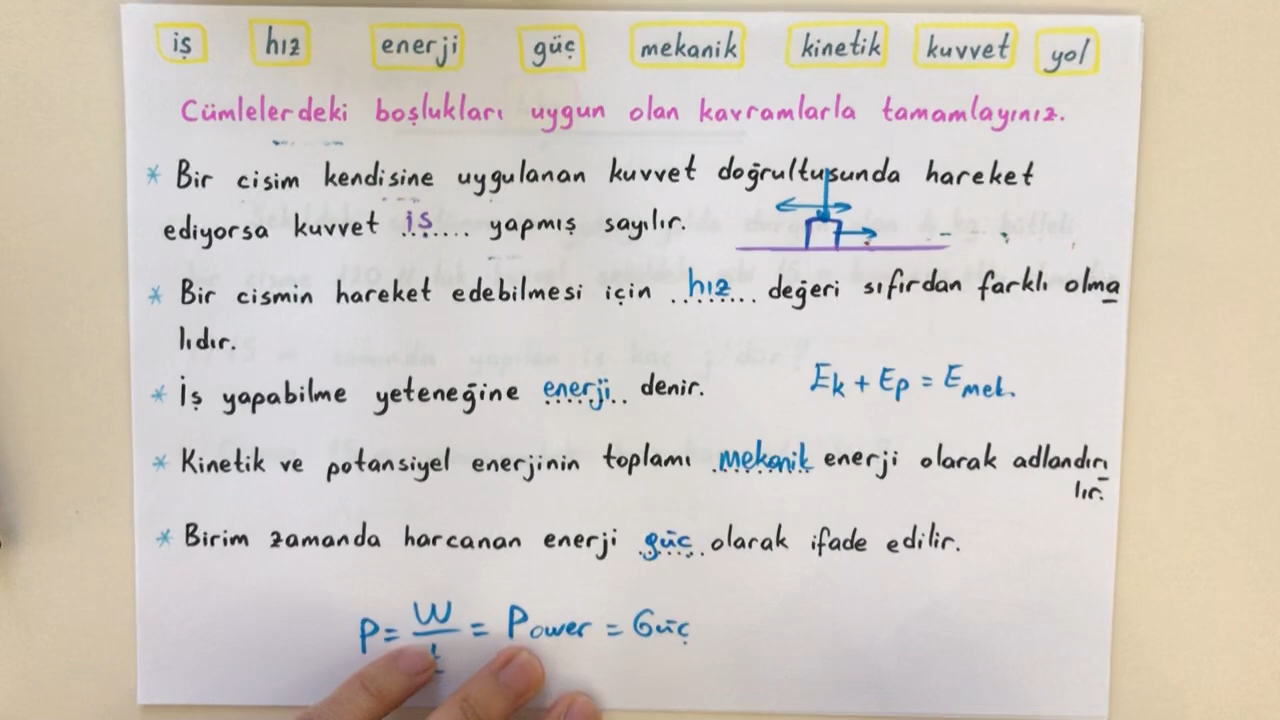 iş hız enerji güç mekanik kinetik kuvvet yol
Cümlelerdeki boşlukları uygun olan kavramlarla tamamlayınız.
* Bir cisim kendisine uygulanan kuvvet doğrultusunda hareket
ediyorsa kuvvet ..iş.... yapmış sayılır.
* Bir cismin hareket edebilmesi için ..hız... değeri sıfırdan farklı olma
lıdır.
* İş yapabilme yeteneğine enerji.. denir.
Ek + Ep = Emek.
* Kinetik ve potansiyel enerjinin toplamı .mekanik enerji olarak adlandırı
lır.
* Birim zamanda harcanan enerji .güç. olarak ifade edilir.
P = W/t = Power = Güç